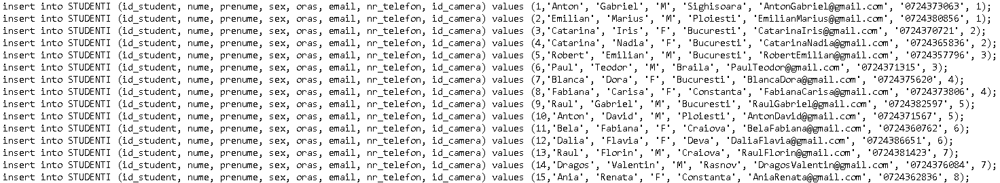 insert into STUDENTI (id_student, nume, prenume, sex, oras, email, nr_telefon, id_camera) values (1,'Anton', 'Gabriel', 'M', 'Sighisoara', 'AntonGabriel@gmail.com', '0724373063', 1);
insert into STUDENTI (id_student, nume, prenume, sex, oras, email, nr_telefon, id_camera) values (2,'Emilian', 'Marius', 'M', 'Ploiesti', 'EmilianMarius@gmail.com', '0724380856', 1);
insert into STUDENTI (id_student, nume, prenume, sex, oras, email, nr_telefon, id_camera) values (3,'Catarina', 'Iris', 'F', 'Bucuresti', 'CatarinaIris@gmail.com', '0724370721', 2);
insert into STUDENTI (id_student, nume, prenume, sex, oras, email, nr_telefon, id_camera) values (4,'Catarina', 'Nadia', 'F', 'Bucuresti', 'CatarinaNadia@gmail.com', '0724365836', 2);
insert into STUDENTI (id_student, nume, prenume, sex, oras, email, nr_telefon, id_camera) values (5,'Robert', 'Emilian', 'M', 'Bucuresti', 'RobertEmilian@gmail.com', '0724357796', 3);
insert into STUDENTI (id_student, nume, prenume, sex, oras, email, nr_telefon, id_camera) values (6,'Paul', 'Teodor', 'M', 'Braila', 'PaulTeodor@gmail.com', '0724371315', 3);
insert into STUDENTI (id_student, nume, prenume, sex, oras, email, nr_telefon, id_camera) values (7,'Blanca', 'Dora', 'F', 'Bucuresti', 'BlancaDora@gmail.com', '0724375620', 4);
insert into STUDENTI (id_student, nume, prenume, sex, oras, email, nr_telefon, id_camera) values (8,'Fabiana', 'Carisa', 'F', 'Constanta', 'FabianaCarisa@gmail.com', '0724373806', 4);
insert into STUDENTI (id_student, nume, prenume, sex, oras, email, nr_telefon, id_camera) values (9,'Raul', 'Gabriel', 'M', 'Bucuresti', 'RaulGabriel@gmail.com', '0724382597', 5);
insert into STUDENTI (id_student, nume, prenume, sex, oras, email, nr_telefon, id_camera) values (10,'Anton', 'David', 'M', 'Ploiesti', 'AntonDavid@gmail.com', '0724371567', 5);
insert into STUDENTI (id_student, nume, prenume, sex, oras, email, nr_telefon, id_camera) values (11,'Bela', 'Fabiana', 'F', 'Craiova', 'BelaFabiana@gmail.com', '0724360762', 6);
insert into STUDENTI (id_student, nume, prenume, sex, oras, email, nr_telefon, id_camera) values (12,'Dalia', 'Flavia', 'F', 'Deva', 'DaliaFlavia@gmail.com', '0724386651', 6);
insert into STUDENTI (id_student, nume, prenume, sex, oras, email, nr_telefon, id_camera) values (13,'Raul', 'Florin', 'M', 'Craiova', 'RaulFlorin@gmail.com', '0724381423', 7);
insert into STUDENTI (id_student, nume, prenume, sex, oras, email, nr_telefon, id_camera) values (14,'Dragos', 'Valentin', 'M', 'Rasnov', 'DragosValentin@gmail.com', '0724376084', 7);
insert into STUDENTI (id_student, nume, prenume, sex, oras, email, nr_telefon, id_camera) values (15,'Ania', 'Renata', 'F', 'Constanta', 'AniaRenata@gmail.com', '0724362836', 8);